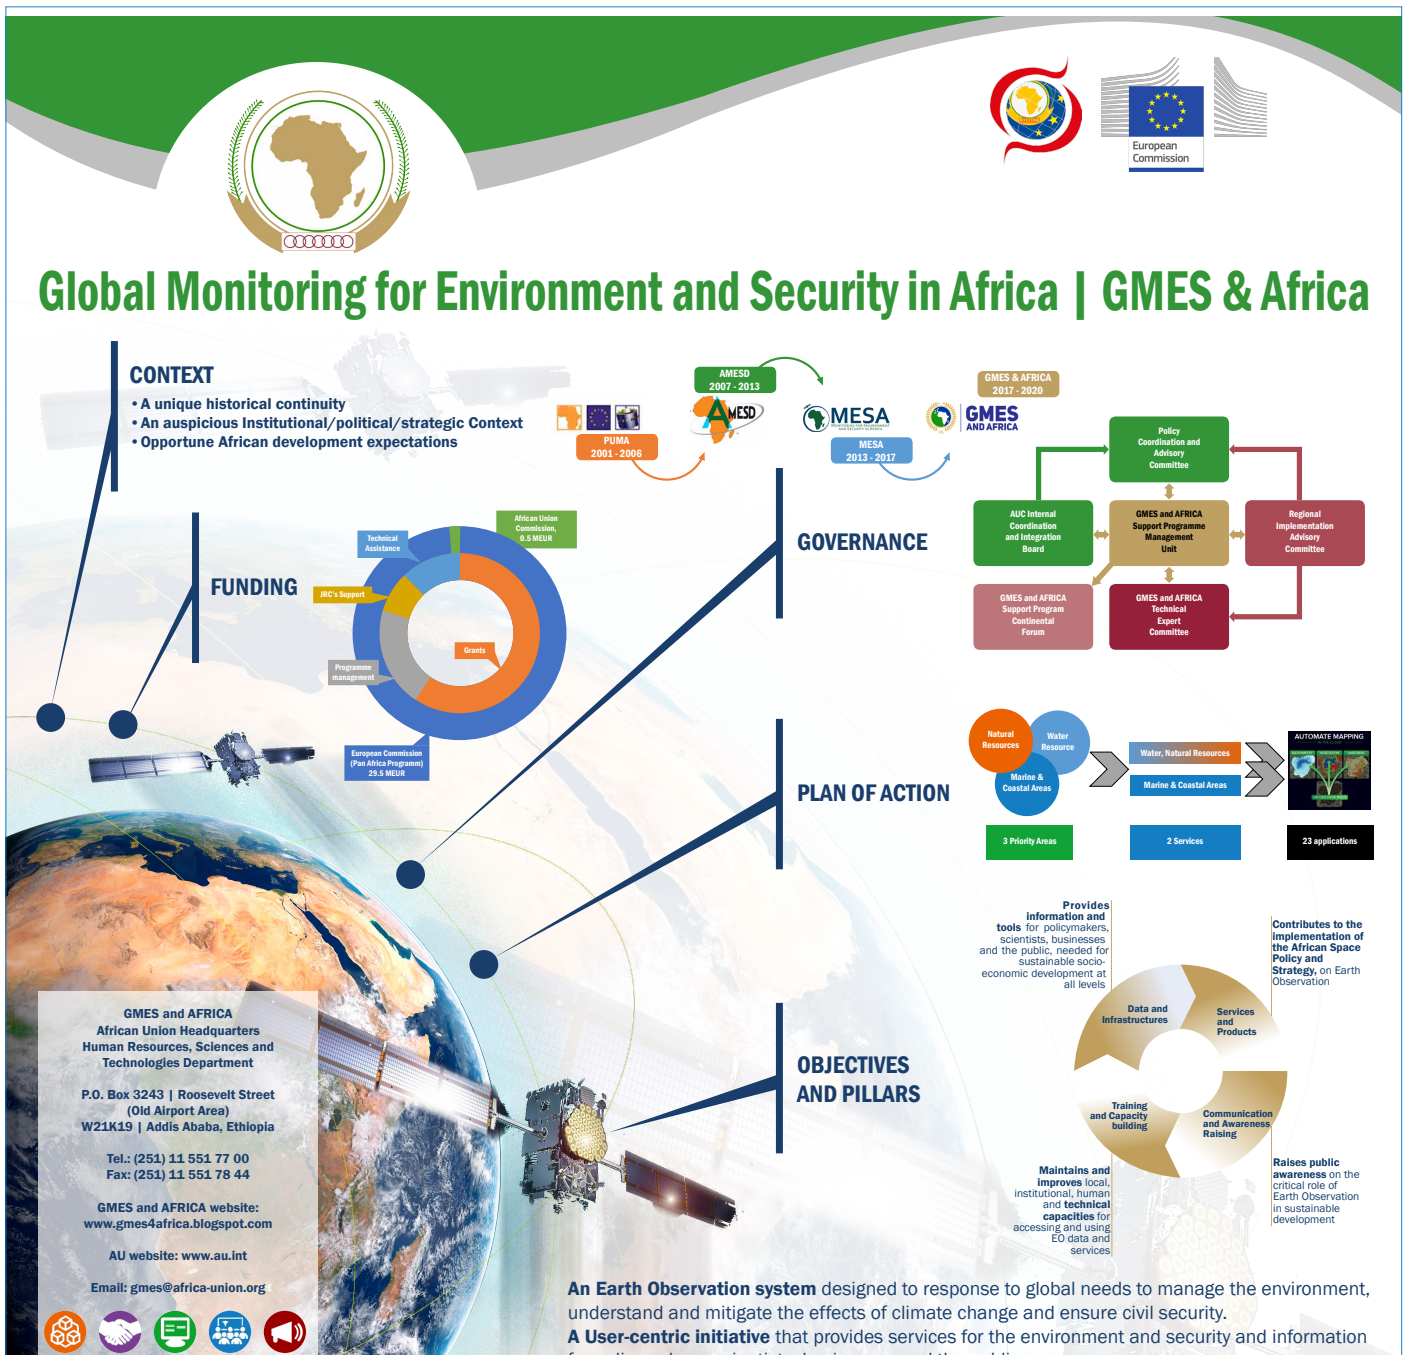 European
Commission
Global Monitoring for Environment and Security in Africa | GMES & Africa
CONTEXT
• A unique historical continuity
• An auspicious Institutional/political/strategic Context
• Opportune African development expectations
PUMA
2001 - 2006
AMESD
2007 - 2013
AMESD
MESA
MESA
2013 - 2017
GMES & AFRICA
2017 - 2020
GMES
AND AFRICA
FUNDING
African Union
Commission,
0.5 MEUR
Technical
Assistance
JRC's Support
Grants
Programme
management
European Commission
(Pan Africa Programm)
29.5 MEUR
GOVERNANCE
Policy
Coordination and
Advisory
Committee
AUC Internal
Coordination
and Integration
Board
GMES and AFRICA
Support Programme
Management
Unit
Regional
Implementation
Advisory
Committee
GMES and AFRICA
Support Program
Continental
Forum
GMES and AFRICA
Technical
Expert
Committee
PLAN OF ACTION
Natural
Resources
Water
Resource
Marine &
Coastal Areas
Water, Natural Resources
Marine & Coastal Areas
AUTOMATE MAPPING
3 Priority Areas
2 Services
23 applications
OBJECTIVES
AND PILLARS
Provides
information and
tools for policymakers,
scientists, businesses
and the public, needed for
sustainable socio-
economic development at
all levels
Contributes to the
implementation of
the African Space
Policy and
Strategy, on Earth
Observation
Data and
Infrastructures
Services
and
Products
Training
and Capacity
building
Communication
and Awareness
Raising
Maintains and
improves local,
institutional, human
and technical
capacities for
accessing and using
EO data and
services
Raises public
awareness on the
critical role of
Earth Observation
in sustainable
development
GMES and AFRICA
African Union Headquarters
Human Resources, Sciences and
Technologies Department
P.O. Box 3243 | Roosevelt Street
(Old Airport Area)
W21K19 | Addis Ababa, Ethiopia
Tel.: (251) 11 551 77 00
Fax: (251) 11 551 78 44
GMES and AFRICA website:
www.gmes4africa.blogspot.com
AU website: www.au.int
Email: gmes@africa-union.org
An Earth Observation system designed to response to global needs to manage the environment,
understand and mitigate the effects of climate change and ensure civil security.
A User-centric initiative that provides services for the environment and security and information